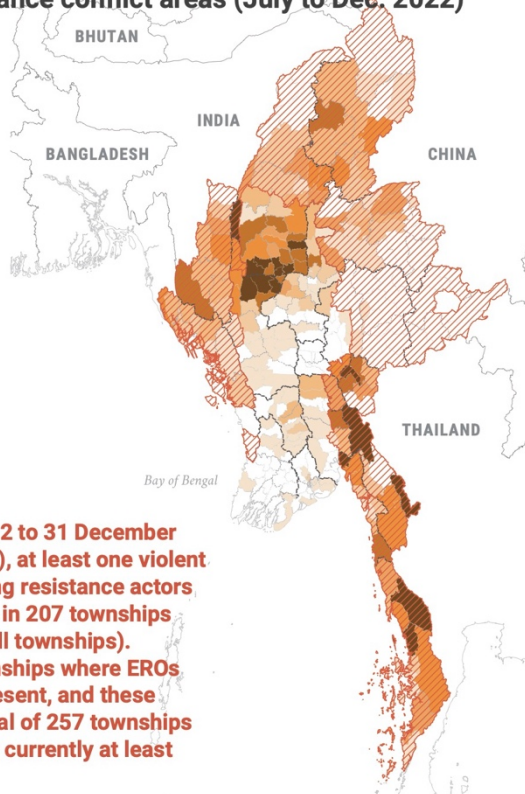 ance conflict areas (July to Dec. 2022)
BHUTAN
INDIA
BANGLADESH
CHINA
THAILAND
Bay of Bengal
2 to 31 December
), at least one violent
ng resistance actors
in 207 townships
ll townships).
nships where EROs
esent, and these
al of 257 townships
currently at least